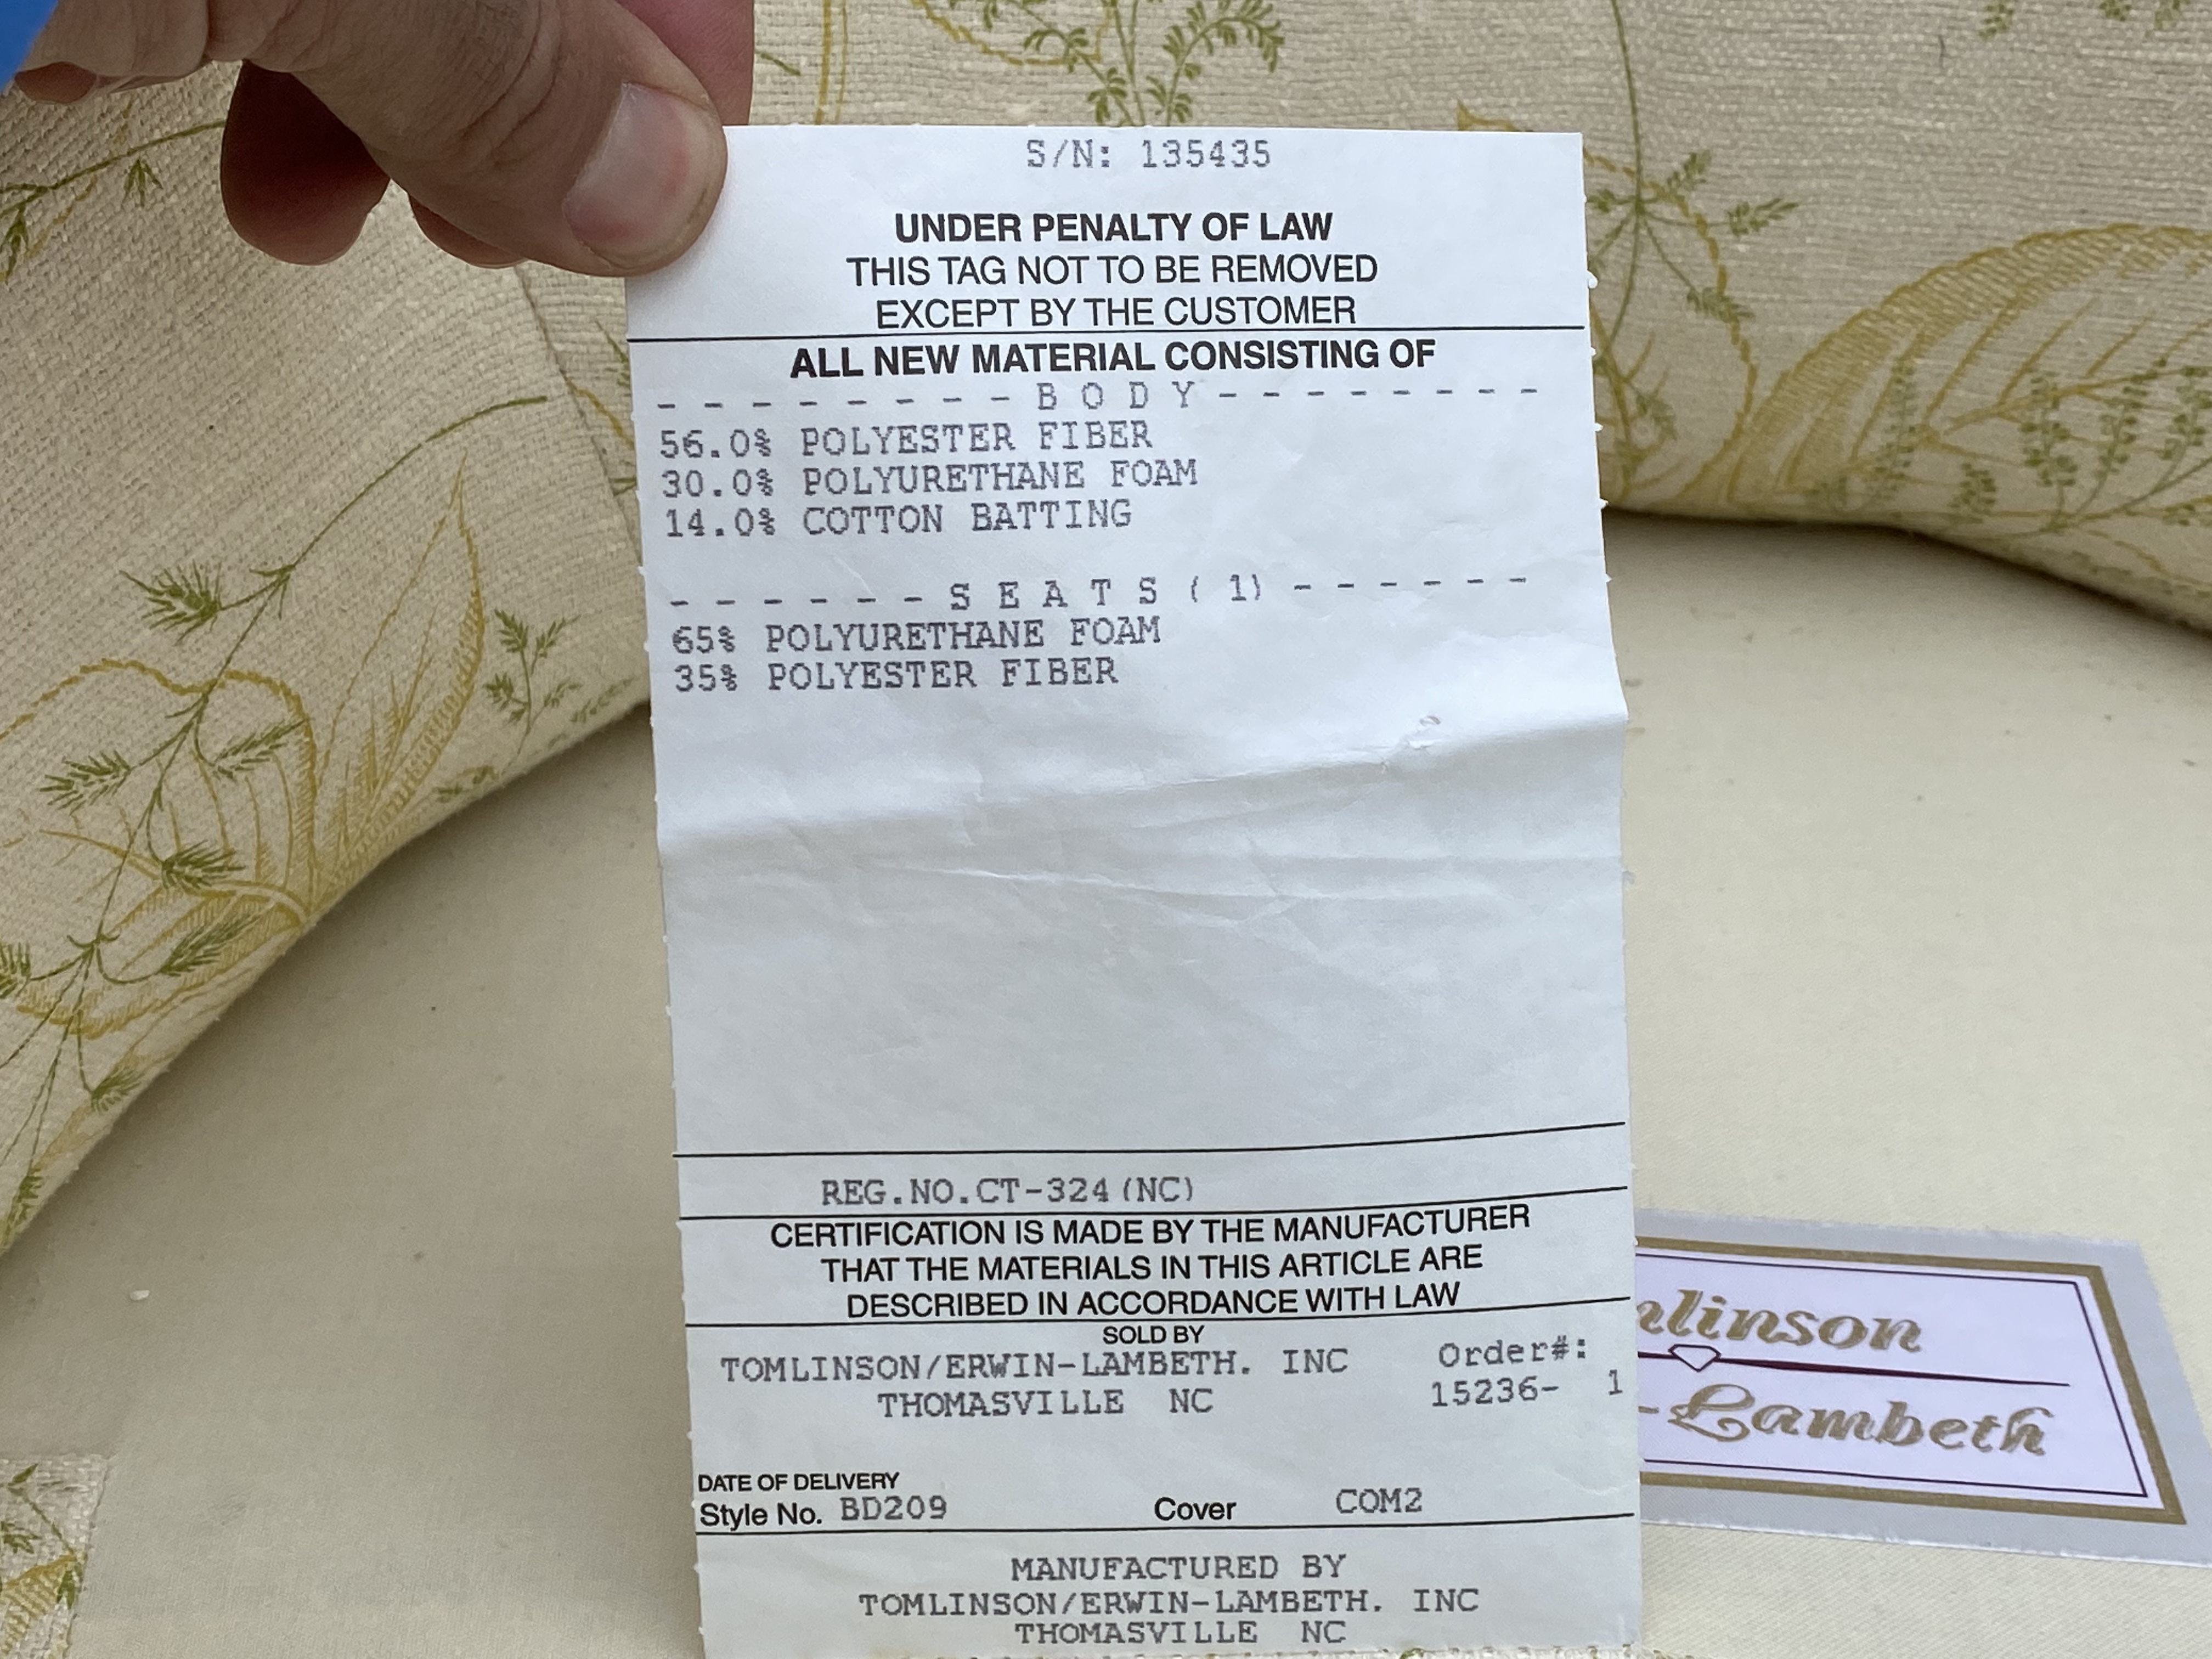 S/N: 135435
UNDER PENALTY OF LAW
THIS TAG NOT TO BE REMOVED
EXCEPT BY THE CUSTOMER
ALL NEW MATERIAL CONSISTING OF
- - - - - - - - B O D Y - - - - - - -
56.0% POLYESTER FIBER
30.0% POLYURETHANE FOAM
14.0% COTTON BATTING
- - - - - - S E A T S ( 1) - - - - - -
65% POLYURETHANE FOAM
35% POLYESTER FIBER
REG.NO.CT-324(NC)
CERTIFICATION IS MADE BY THE MANUFACTURER
THAT THE MATERIALS IN THIS ARTICLE ARE
DESCRIBED IN ACCORDANCE WITH LAW
SOLD BY
TOMLINSON/ERWIN-LAMBETH. INC Order#:
THOMASVILLE NC 15236- 1
DATE OF DELIVERY
Style No. BD209 Cover COM2
MANUFACTURED BY
TOMLINSON/ERWIN-LAMBETH. INC
THOMASVILLE NC
linson
-Lambeth